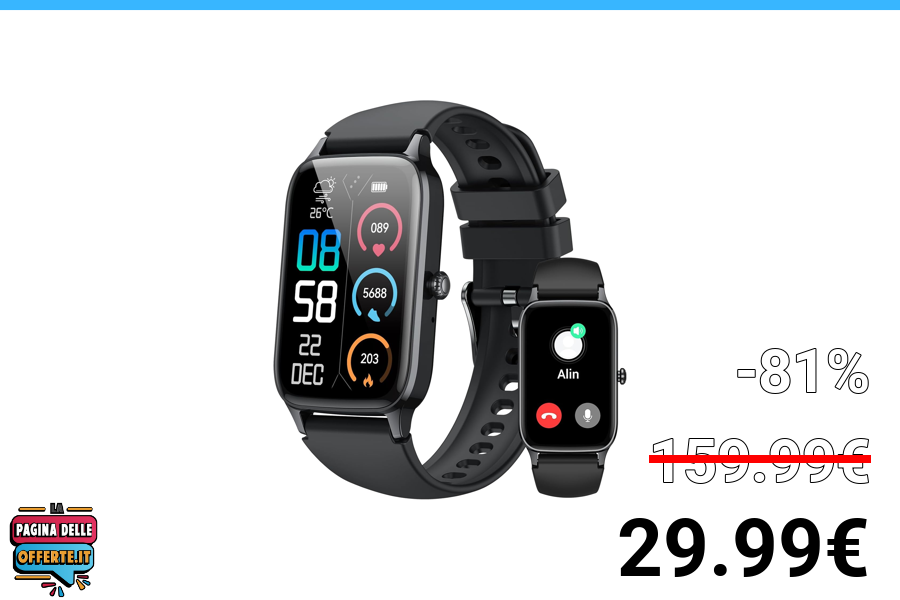 26°C
08
58
22
DEC
089
5688
203
Alin
-81%
159.99€
29.99€
LA
PAGINA DELLE
OFFERTE.IT